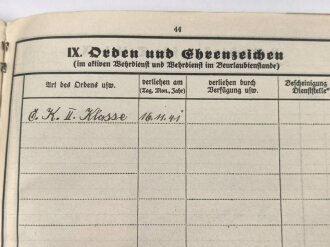 44
IX. Orden und Ehrenzeichen
(im aktiven Wehrdienst und Wehrdienst im Beurlaubtenstande)
Art des Ordens usw. verliehen am (Tag, Mon., Jahr) verliehen durch Verfügung usw. Bescheinigung Dienststelle
E. K. II. Klasse 16.11.41